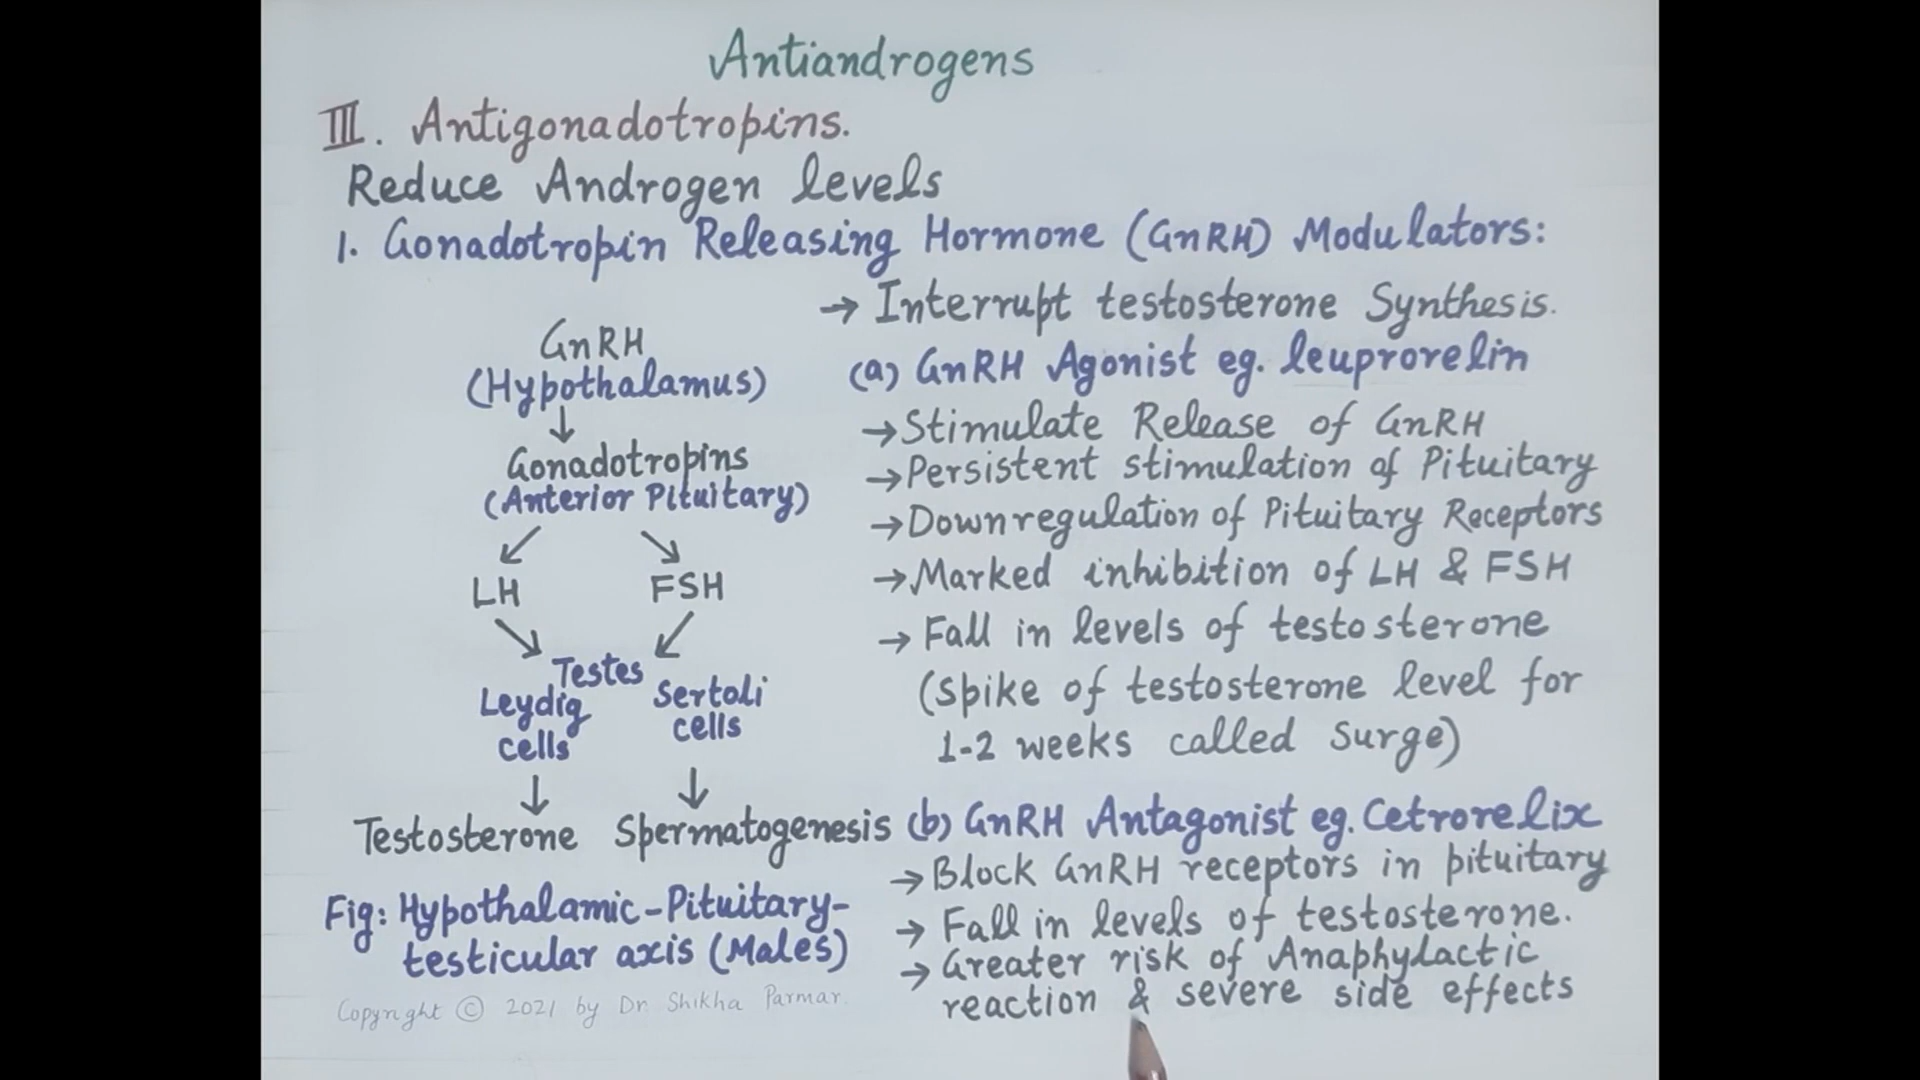 Antiandrogens
III. Antigonadotropins.
Reduce Androgen levels
1. Gonadotropin Releasing Hormone (GnRH) Modulators:
→ Interrupt testosterone Synthesis.
GnRH
(Hypothalamus)
↓
Gonadotropins
(Anterior Pituitary)
↙ ↘
LH FSH
↘ ↙
Testes
Leydig
cells
Sertoli
cells
↓ ↓
Testosterone Spermatogenesis
Fig: Hypothalamic-Pituitary-
testicular axis (Males)
(a) GnRH Agonist eg. leuprorelin
→ Stimulate Release of GnRH
→ Persistent stimulation of Pituitary
→ Downregulation of Pituitary Receptors
→ Marked inhibition of LH & FSH
→ Fall in levels of testosterone
(Spike of testosterone level for
1-2 weeks called Surge)
(b) GnRH Antagonist eg. Cetrorelix
→ Block GnRH receptors in pituitary
→ Fall in levels of testosterone.
→ Greater risk of Anaphylactic
reaction & severe side effects
Copyright © 2021 by Dr. Shikha Parmar.